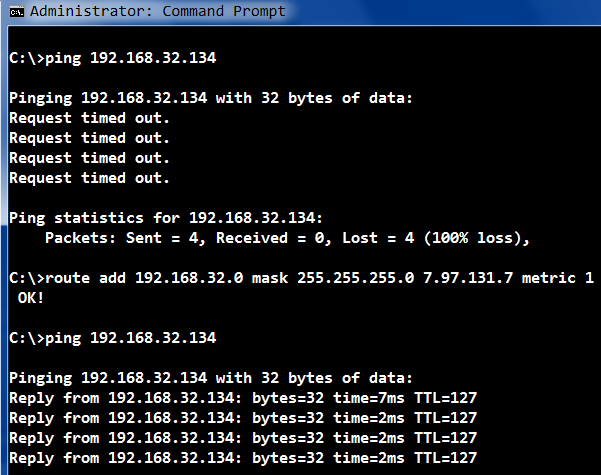 Administrator: Command Prompt
C:\>ping 192.168.32.134
Pinging 192.168.32.134 with 32 bytes of data:
Request timed out.
Request timed out.
Request timed out.
Request timed out.
Ping statistics for 192.168.32.134:
    Packets: Sent = 4, Received = 0, Lost = 4 (100% loss),
C:\>route add 192.168.32.0 mask 255.255.255.0 7.97.131.7 metric 1
 OK!
C:\>ping 192.168.32.134
Pinging 192.168.32.134 with 32 bytes of data:
Reply from 192.168.32.134: bytes=32 time=7ms TTL=127
Reply from 192.168.32.134: bytes=32 time=2ms TTL=127
Reply from 192.168.32.134: bytes=32 time=2ms TTL=127
Reply from 192.168.32.134: bytes=32 time=2ms TTL=127